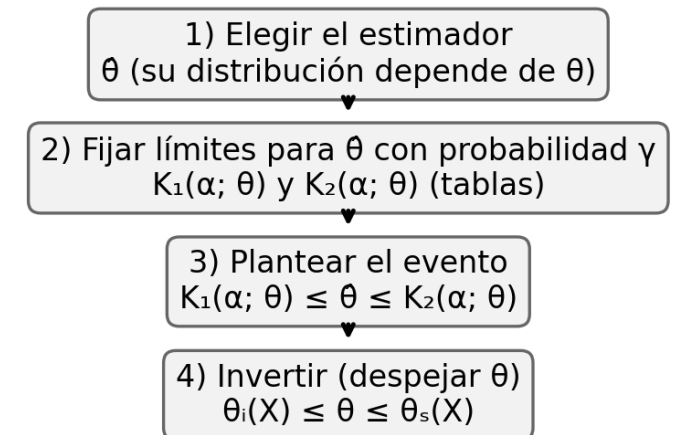 1) Elegir el estimador
θ̂ (su distribución depende de θ)
2) Fijar límites para θ̂ con probabilidad γ
K₁(α; θ) y K₂(α; θ) (tablas)
3) Plantear el evento
K₁(α; θ) ≤ θ̂ ≤ K₂(α; θ)
4) Invertir (despejar θ)
θᵢ(X) ≤ θ ≤ θₛ(X)